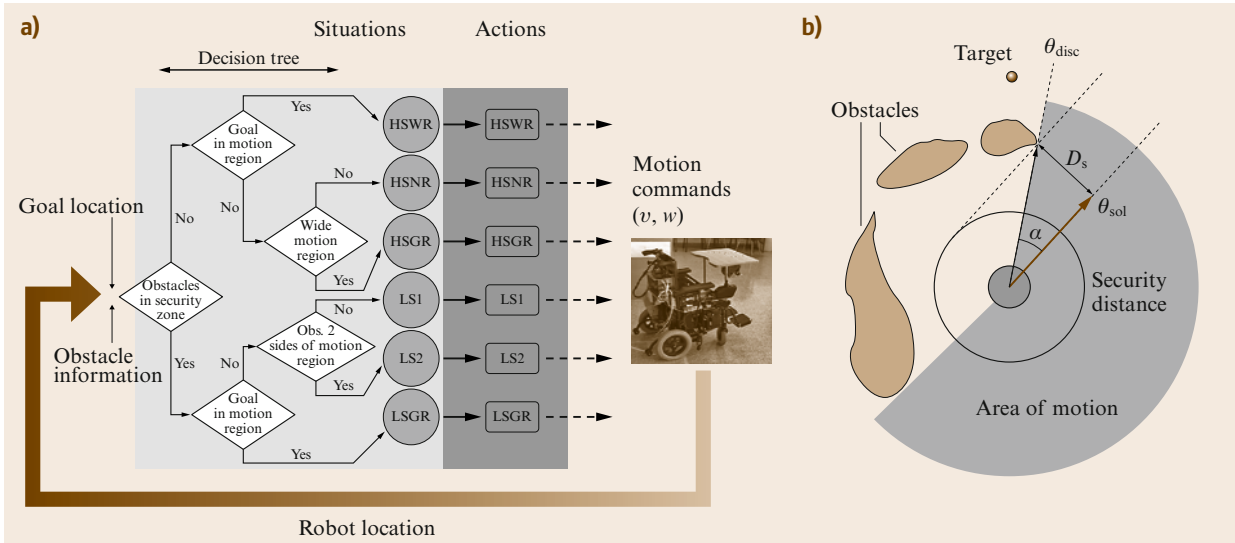 a)
Situations
Actions
Decision tree
Yes
Goal
in motion
region
HSWR
HSWR
No
No
No
HSNR
HSNR
Motion
commands
(v, w)
Goal location
Wide
motion
region
HSGR
HSGR
Yes
Obstacles
in security
zone
No
LS1
LS1
Obstacle
information
Yes
No
Obs. 2
sides of motion
region
Yes
LS2
LS2
Goal
in motion
region
LSGR
LSGR
Yes
Robot location
b)
Target
θdisc
Obstacles
Ds
θsol
α
Security
distance
Area of motion